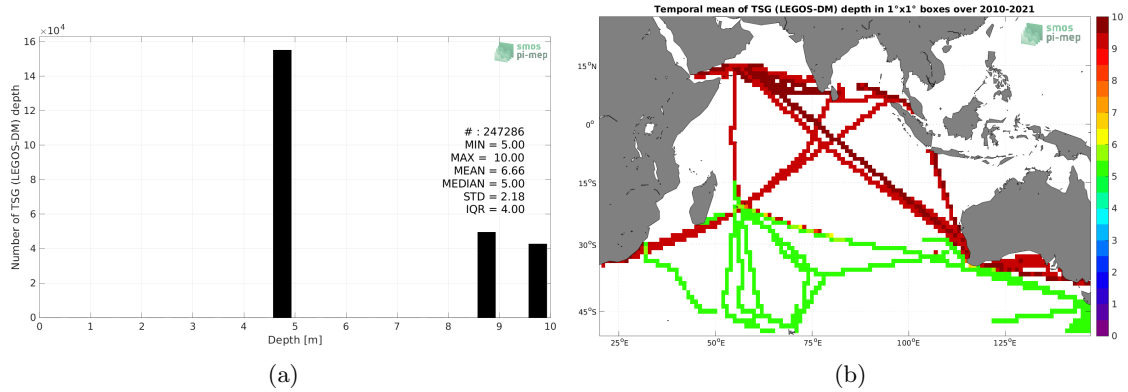 ×10^4
16
14
12
10
8
6
4
2
0
0 1 2 3 4 5 6 7 8 9 10
Number of TSG (LEGOS-DM) depth
Depth [m]
smos
pi-mep
# : 247286
MIN = 5.00
MAX = 10.00
MEAN = 6.66
MEDIAN = 5.00
STD = 2.18
IQR = 4.00
(a)
Temporal mean of TSG (LEGOS-DM) depth in 1°x1° boxes over 2010-2021
smos
pi-mep
15°N
0°
15°S
30°S
45°S
25°E 50°E 75°E 100°E 125°E
10
9
8
7
6
5
4
3
2
1
0
(b)